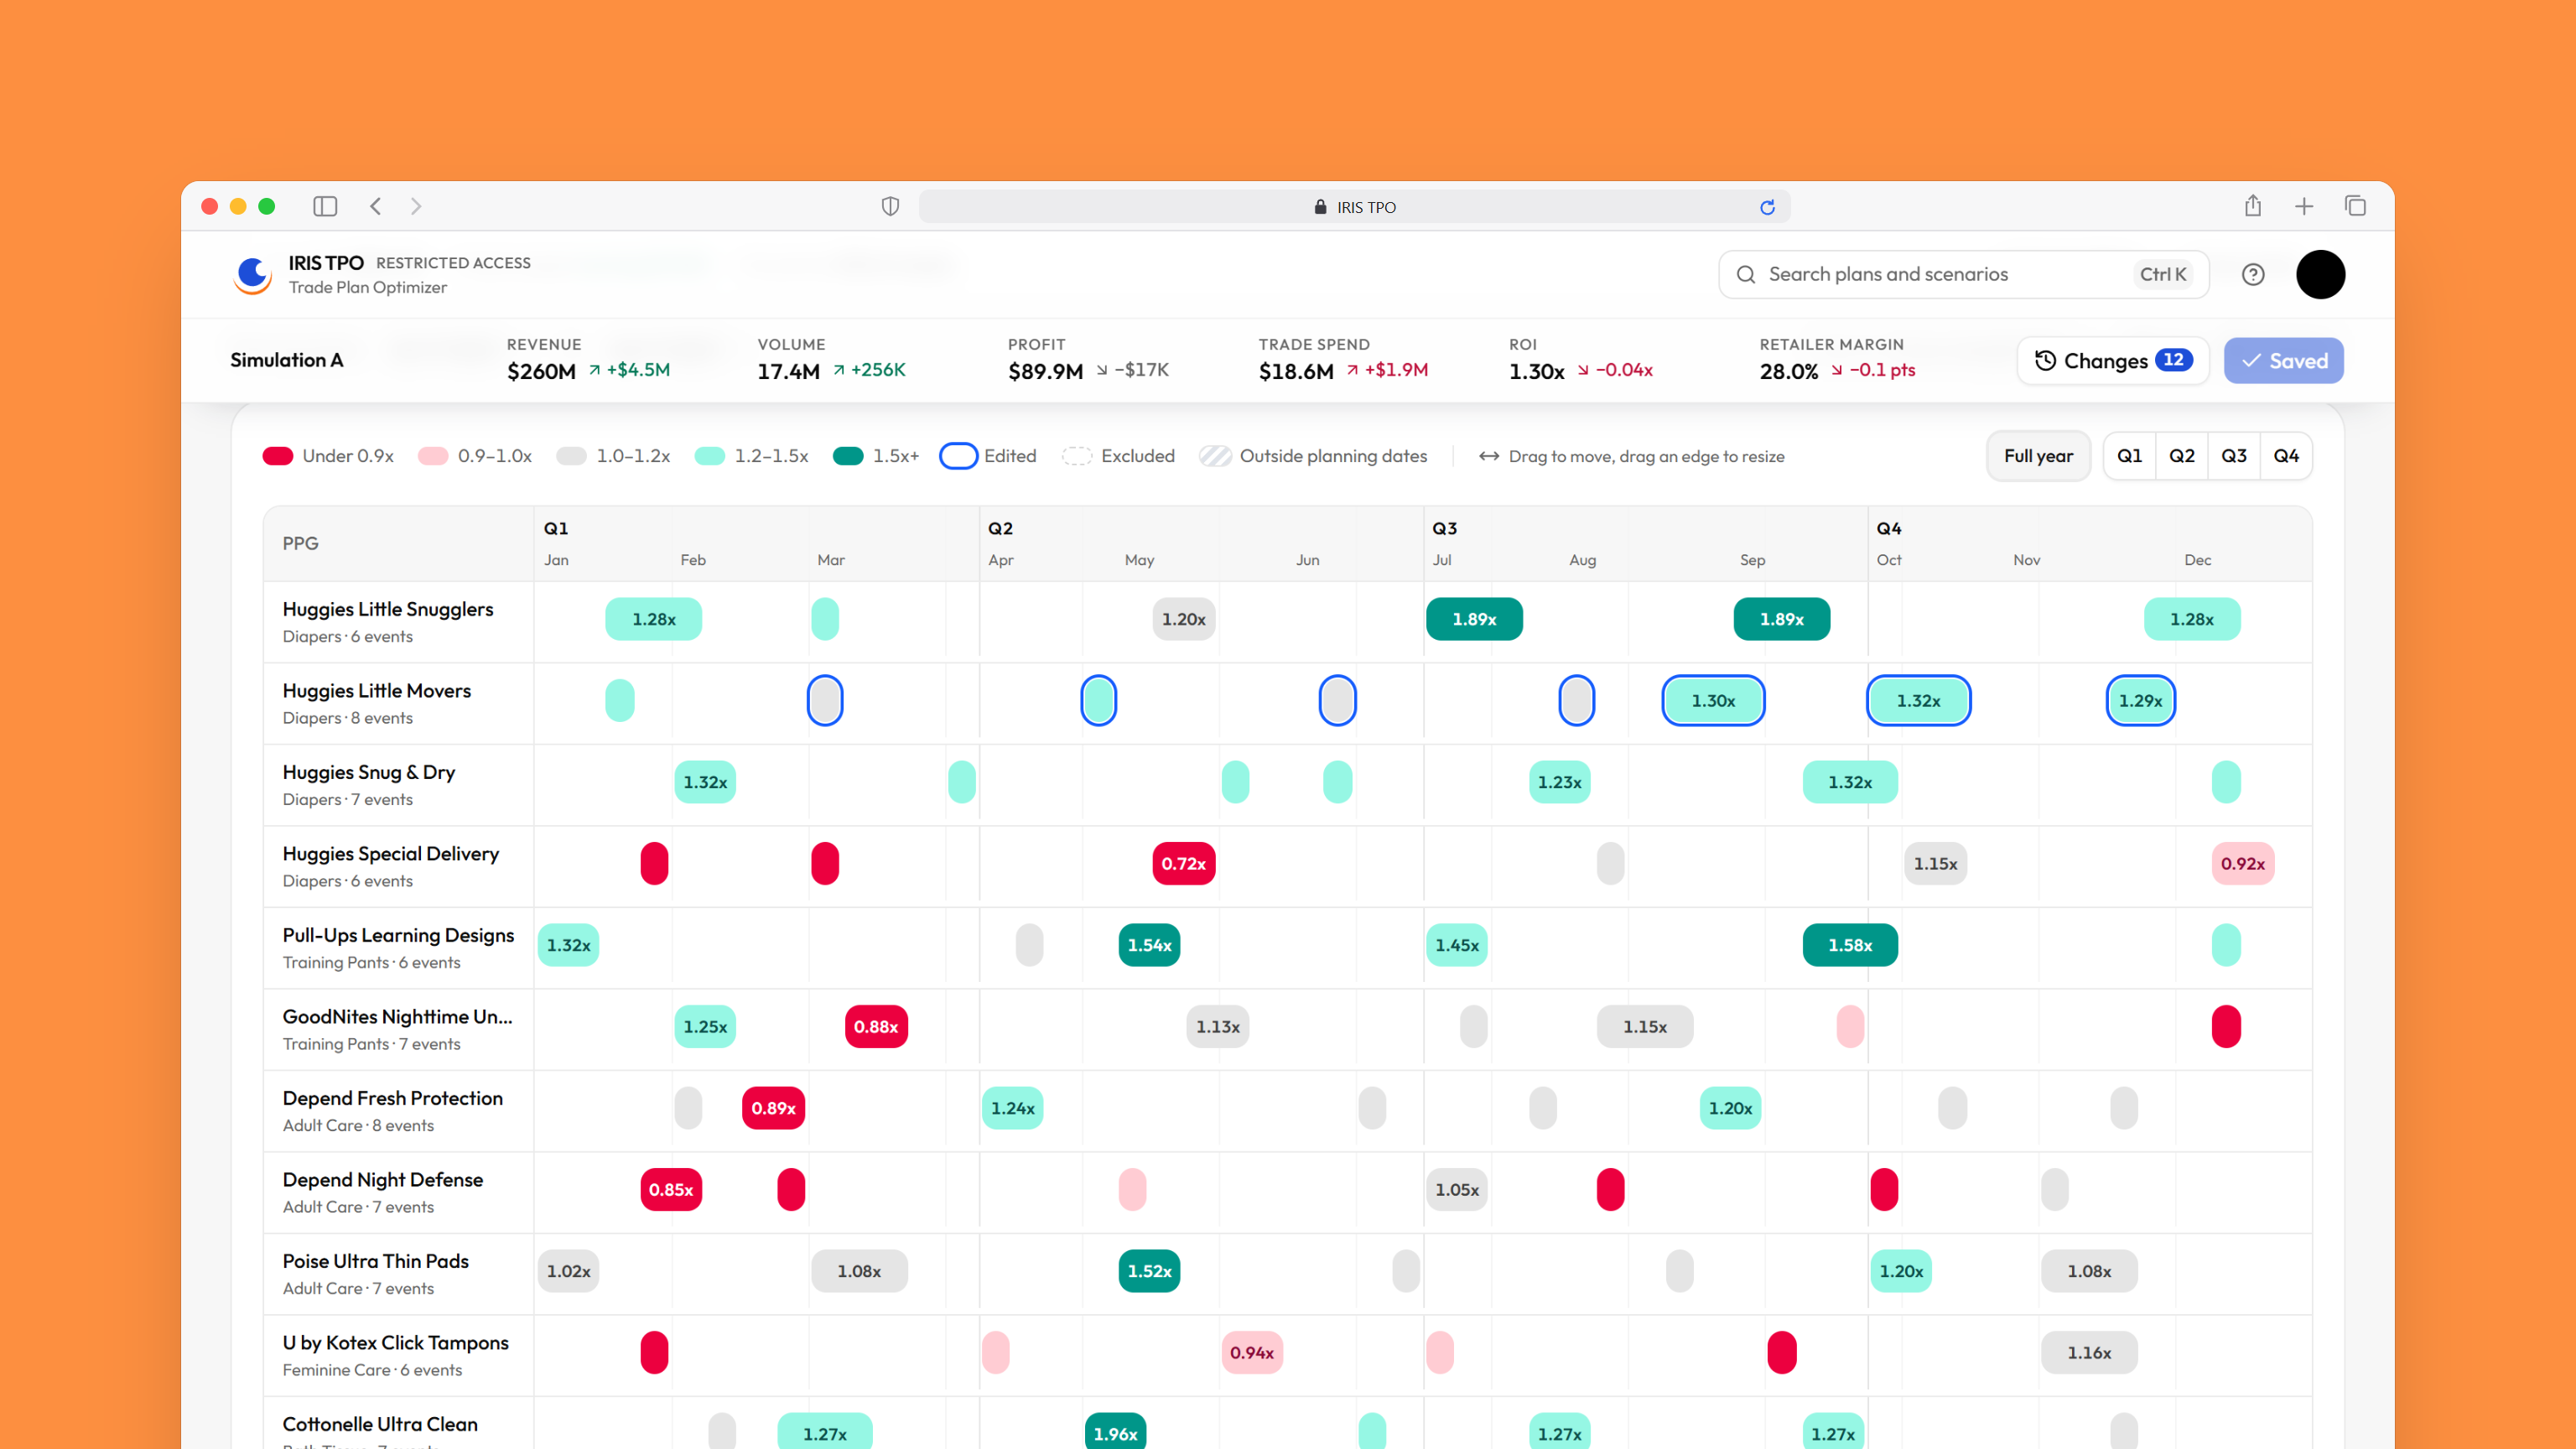 IRIS TPO
IRIS TPO RESTRICTED ACCESS
Trade Plan Optimizer
Search plans and scenarios Ctrl K
Simulation A
REVENUE
$260M +$4.5M
VOLUME
17.4M +256K
PROFIT
$89.9M −$17K
TRADE SPEND
$18.6M +$1.9M
ROI
1.30x −0.04x
RETAILER MARGIN
28.0% −0.1 pts
Changes 12
Saved
Under 0.9x 0.9–1.0x 1.0–1.2x 1.2–1.5x 1.5x+ Edited Excluded Outside planning dates Drag to move, drag an edge to resize
Full year Q1 Q2 Q3 Q4
PPG
Q1 Q2 Q3 Q4
Jan Feb Mar Apr May Jun Jul Aug Sep Oct Nov Dec
Huggies Little Snugglers
Diapers · 6 events
1.28x 1.20x 1.89x 1.89x 1.28x
Huggies Little Movers
Diapers · 8 events
1.30x 1.32x 1.29x
Huggies Snug & Dry
Diapers · 7 events
1.32x 1.23x 1.32x
Huggies Special Delivery
Diapers · 6 events
0.72x 1.15x 0.92x
Pull-Ups Learning Designs
Training Pants · 6 events
1.32x 1.54x 1.45x 1.58x
GoodNites Nighttime Un...
Training Pants · 7 events
1.25x 0.88x 1.13x 1.15x
Depend Fresh Protection
Adult Care · 8 events
0.89x 1.24x 1.20x
Depend Night Defense
Adult Care · 7 events
0.85x 1.05x
Poise Ultra Thin Pads
Adult Care · 7 events
1.02x 1.08x 1.52x 1.20x 1.08x
U by Kotex Click Tampons
Feminine Care · 6 events
0.94x 1.16x
Cottonelle Ultra Clean
1.27x 1.96x 1.27x 1.27x